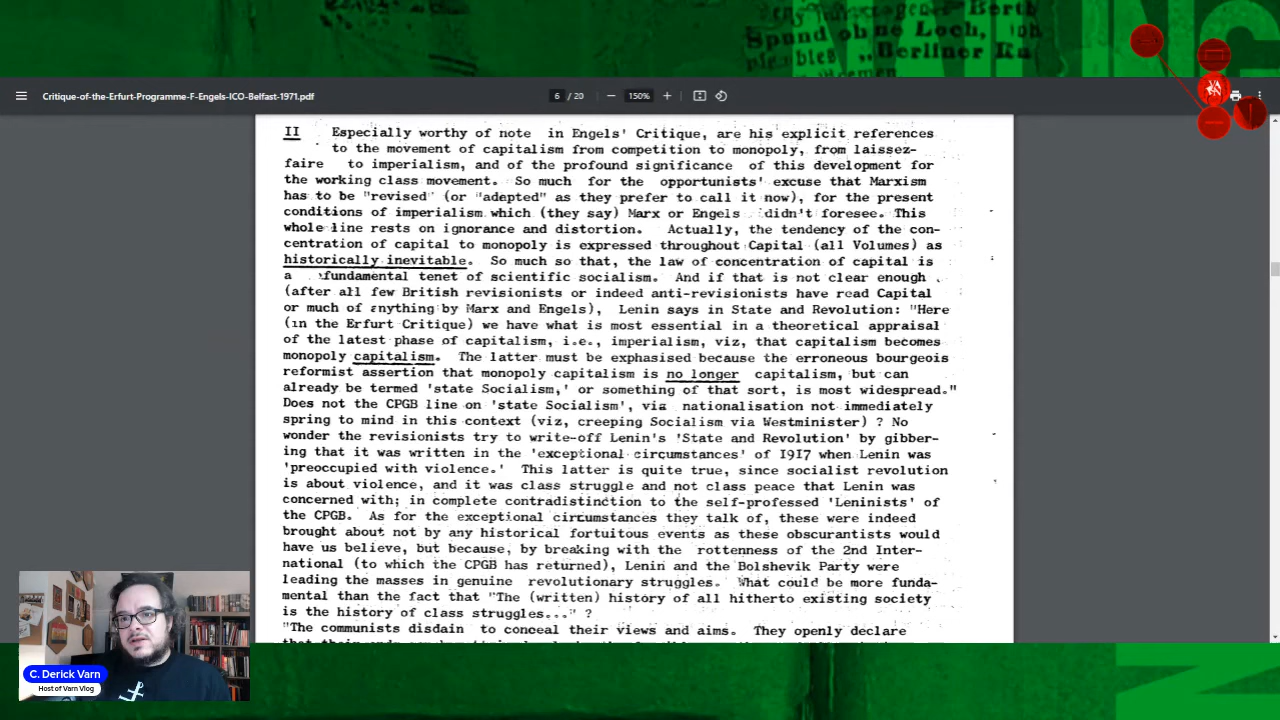 Spund ohne Loch,
"Berliner
Critique-of-the-Erfurt-Programme-F-Engels-ICO-Belfast-1971.pdf
6 / 20
150%
II Especially worthy of note in Engels' Critique, are his explicit references
to the movement of capitalism from competition to monopoly, from laissez-
faire to imperialism, and of the profound significance of this development for
the working class movement. So much for the opportunists' excuse that Marxism
has to be "revised" (or "adapted" as they prefer to call it now), for the present
conditions of imperialism which (they say) Marx or Engels didn't foresee. This
whole line rests on ignorance and distortion. Actually, the tendency of the con-
centration of capital to monopoly is expressed throughout Capital (all Volumes) as
historically inevitable. So much so that, the law of concentration of capital is
a fundamental tenet of scientific socialism. And if that is not clear enough
(after all few British revisionists or indeed anti-revisionists have read Capital
or much of anything by Marx and Engels), Lenin says in State and Revolution: "Here
(in the Erfurt Critique) we have what is most essential in a theoretical appraisal
of the latest phase of capitalism, i.e., imperialism, viz, that capitalism becomes
monopoly capitalism. The latter must be exphasised because the erroneous bourgeois
reformist assertion that monopoly capitalism is no longer capitalism, but can
already be termed 'state Socialism,' or something of that sort, is most widespread."
Does not the CPGB line on 'state Socialism', via nationalisation not immediately
spring to mind in this context (viz, creeping Socialism via Westminister) ? No
wonder the revisionists try to write-off Lenin's 'State and Revolution' by gibber-
ing that it was written in the 'exceptional circumstances' of 1917 when Lenin was
'preoccupied with violence.' This latter is quite true, since socialist revolution
is about violence, and it was class struggle and not class peace that Lenin was
concerned with; in complete contradistinction to the self-professed 'Leninists' of
the CPGB. As for the exceptional circumstances they talk of, these were indeed
brought about not by any historical fortuitous events as these obscurantists would
have us believe, but because, by breaking with the rottenness of the 2nd Inter-
national (to which the CPGB has returned), Lenin and the Bolshevik Party were
leading the masses in genuine revolutionary struggles. What could be more funda-
mental than the fact that "The (written) history of all hitherto existing society
is the history of class struggles..." ?
"The communists disdain to conceal their views and aims. They openly declare
C. Derick Varn
Host of Varn Vlog